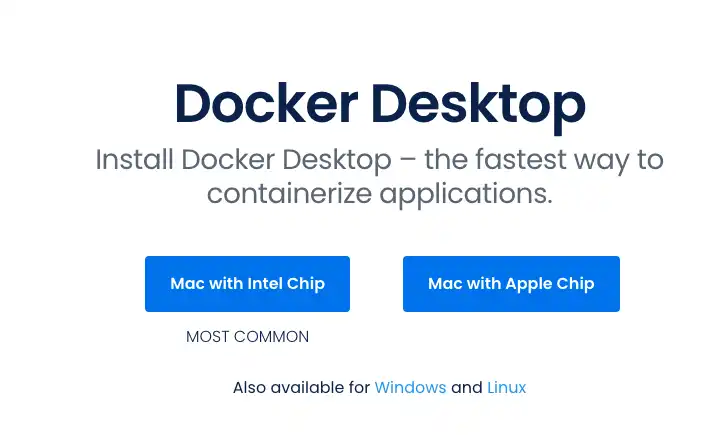 Docker Desktop
Install Docker Desktop – the fastest way to
containerize applications.
Mac with Intel Chip
Mac with Apple Chip
MOST COMMON
Also available for Windows and Linux